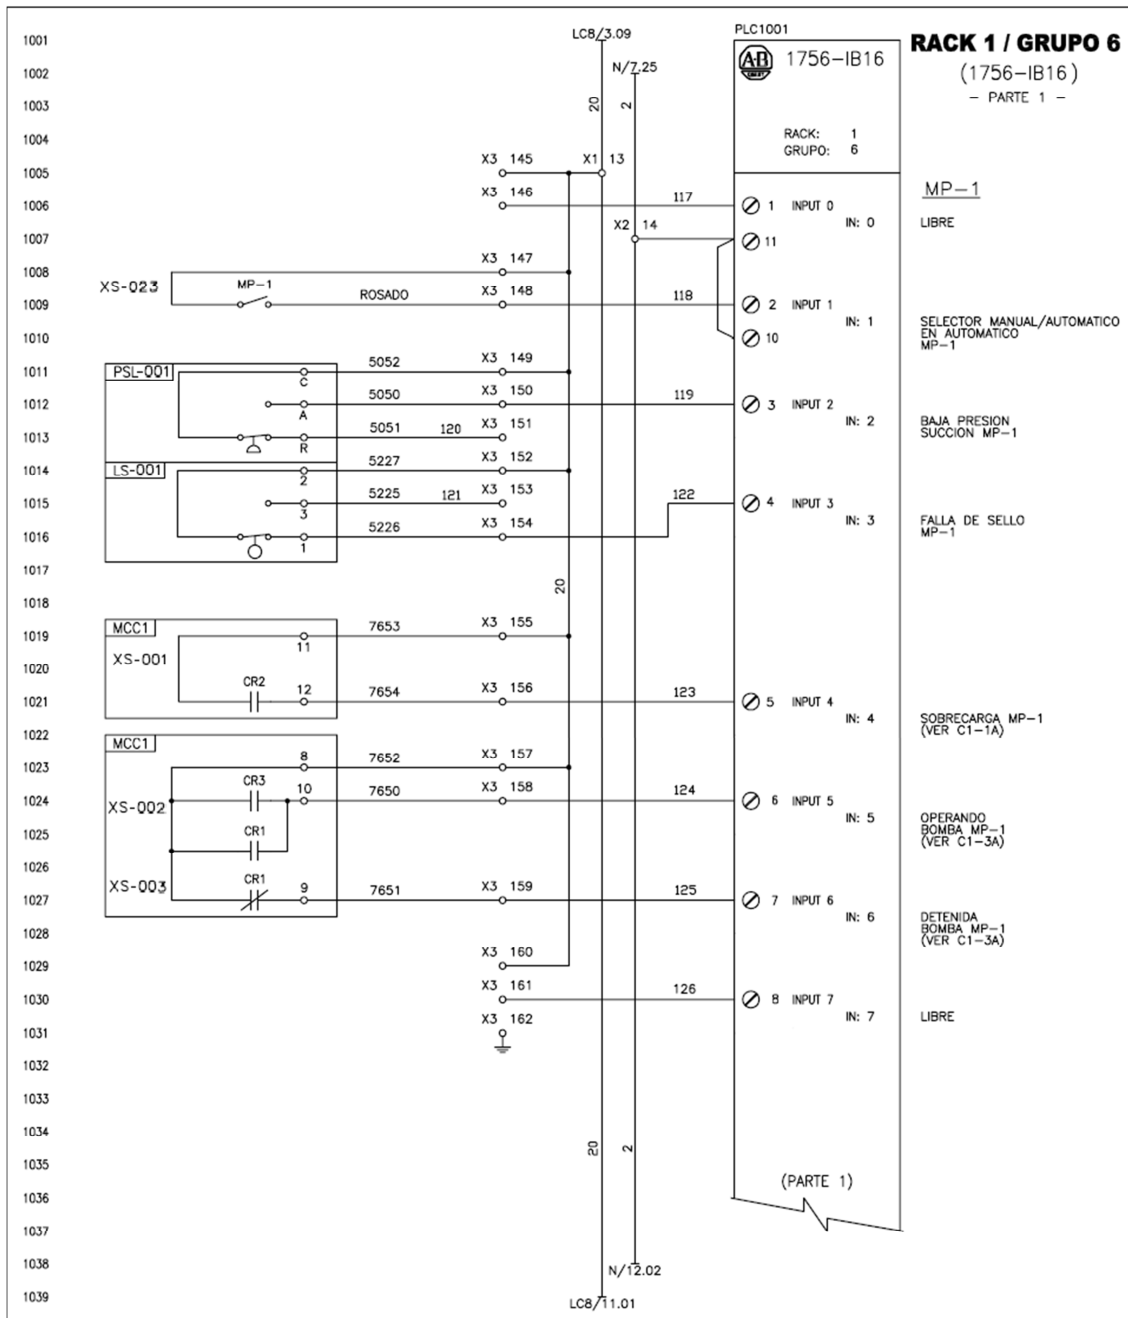 1001 LC8/3.09 PLC1001 RACK 1 / GRUPO 6
AB 1756-IB16 (1756-IB16)
1002 N/7.25
- PARTE 1 -
1003 20 2
1004 RACK: 1
GRUPO: 6
1005 X3 145 X1 13
MP-1
1006 X3 146 117 1 INPUT 0
IN: 0 LIBRE
1007 X2 14 11
1008 X3 147
XS-023 MP-1
1009 ROSADO X3 148 118 2 INPUT 1
IN: 1 SELECTOR MANUAL/AUTOMATICO
EN AUTOMATICO
MP-1
1010 10
1011 PSL-001 C 5052 X3 149
1012 A 5050 X3 150 119 3 INPUT 2
IN: 2 BAJA PRESION
SUCCION MP-1
1013 R 5051 120 X3 151
1014 LS-001 2 5227 X3 152
1015 3 5225 121 X3 153 122 4 INPUT 3
IN: 3 FALLA DE SELLO
MP-1
1016 1 5226 X3 154
1017
20
1018
1019 MCC1 11 7653 X3 155
XS-001
1020
1021 CR2 12 7654 X3 156 123 5 INPUT 4
IN: 4 SOBRECARGA MP-1
(VER C1-1A)
1022 MCC1
1023 8 7652 X3 157
1024 XS-002 CR3 10 7650 X3 158 124 6 INPUT 5
IN: 5 OPERANDO
BOMBA MP-1
(VER C1-3A)
1025 CR1
1026
1027 XS-003 CR1 9 7651 X3 159 125 7 INPUT 6
IN: 6 DETENIDA
BOMBA MP-1
(VER C1-3A)
1028
1029 X3 160
1030 X3 161 126 8 INPUT 7
IN: 7 LIBRE
1031 X3 162
1032
1033
1034
20 2
1035
(PARTE 1)
1036
1037
1038 N/12.02
1039 LC8/11.01